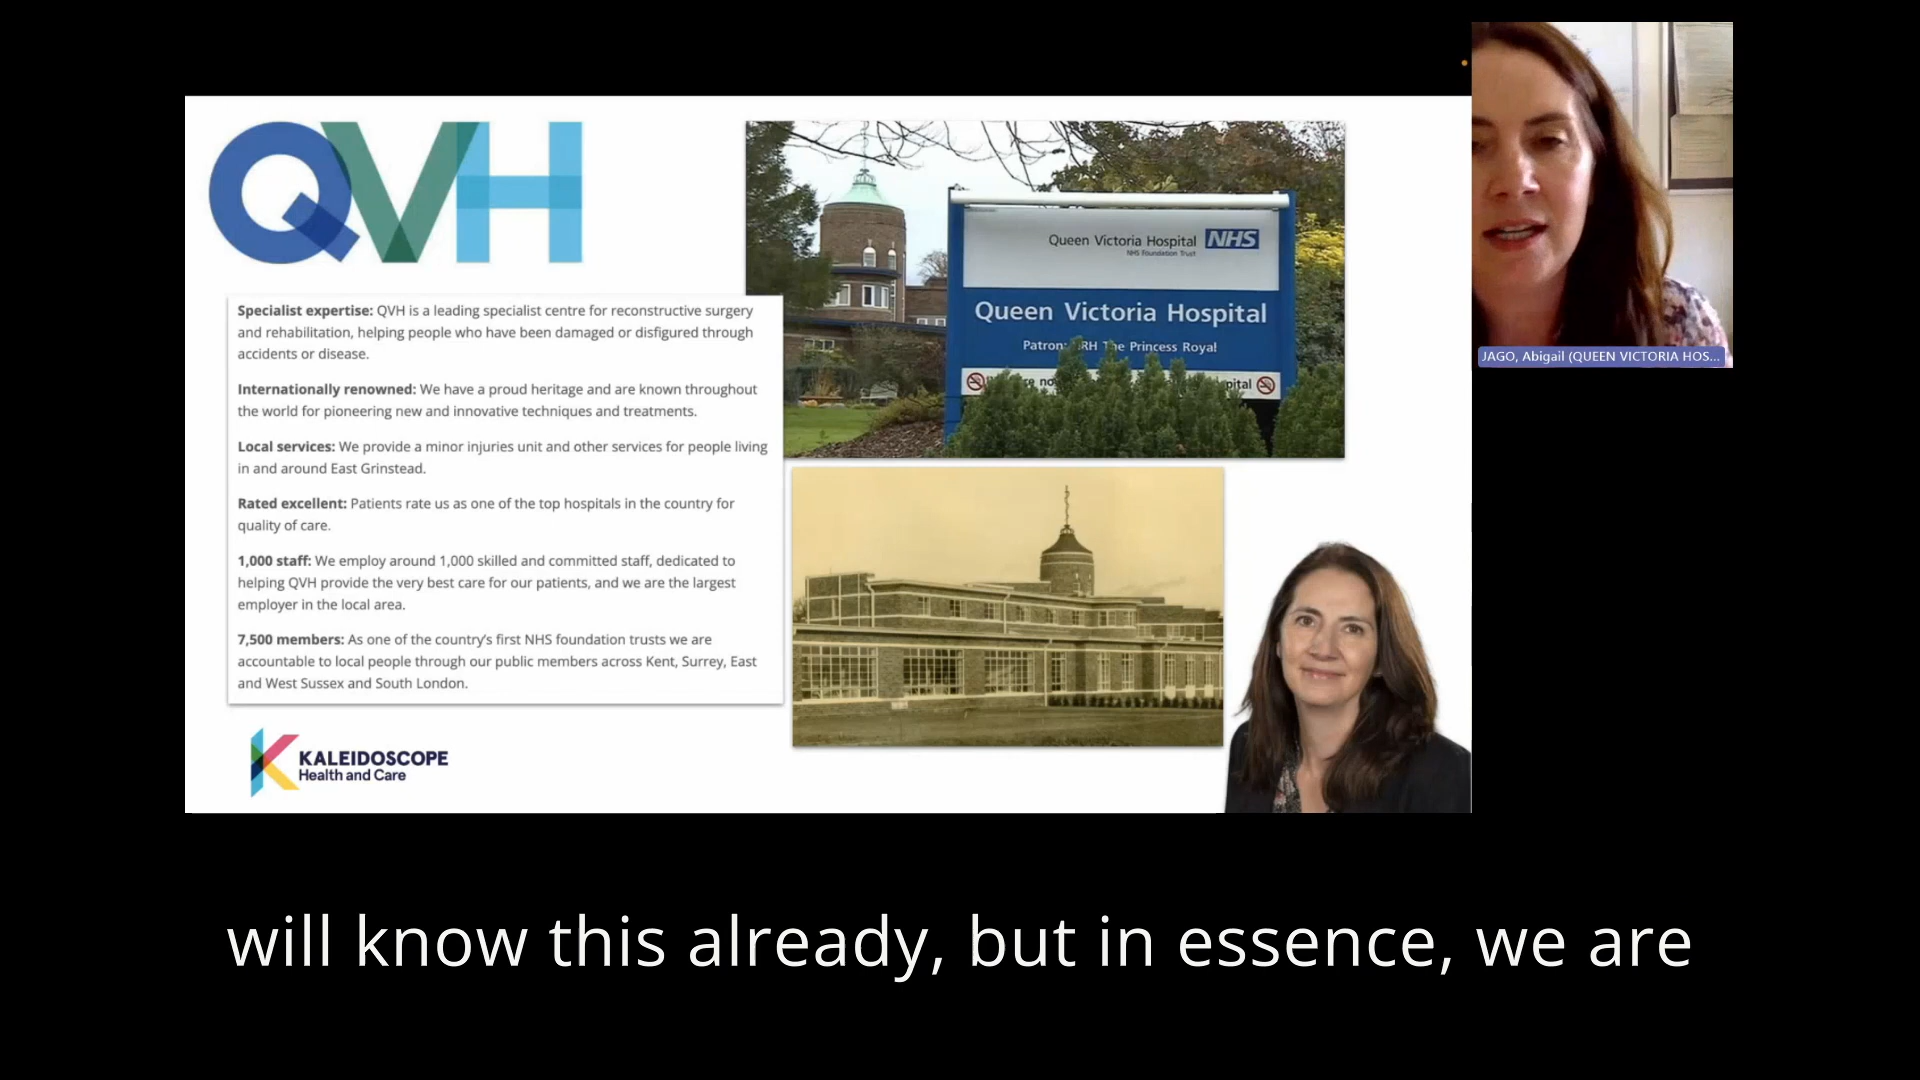 QVH
Specialist expertise: QVH is a leading specialist centre for reconstructive surgery
and rehabilitation, helping people who have been damaged or disfigured through
accidents or disease.
Internationally renowned: We have a proud heritage and are known throughout
the world for pioneering new and innovative techniques and treatments.
Local services: We provide a minor injuries unit and other services for people living
in and around East Grinstead.
Rated excellent: Patients rate us as one of the top hospitals in the country for
quality of care.
1,000 staff: We employ around 1,000 skilled and committed staff, dedicated to
helping QVH provide the very best care for our patients, and we are the largest
employer in the local area.
7,500 members: As one of the country's first NHS foundation trusts we are
accountable to local people through our public members across Kent, Surrey, East
and West Sussex and South London.
KALEIDOSCOPE
Health and Care
Queen Victoria Hospital NHS
NHS Foundation Trust
Queen Victoria Hospital
Patron: The Princess Royal
JAGO, Abigail (QUEEN VICTORIA HOS...
will know this already, but in essence, we are